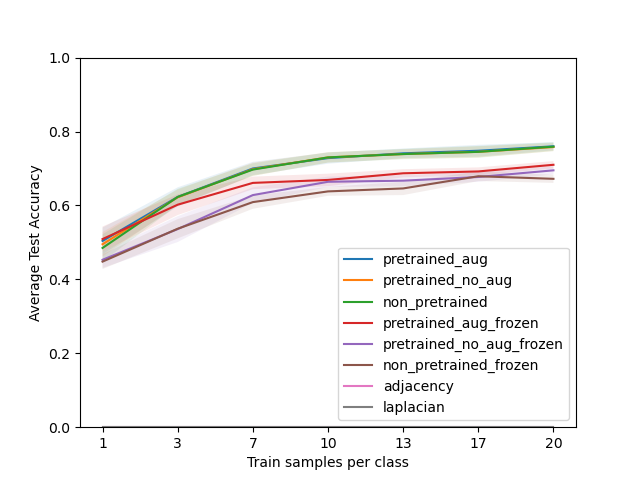 1.0
0.8
0.6
0.4
0.2
0.0
Average Test Accuracy
pretrained_aug
pretrained_no_aug
non_pretrained
pretrained_aug_frozen
pretrained_no_aug_frozen
non_pretrained_frozen
adjacency
laplacian
1 3 7 10 13 17 20
Train samples per class